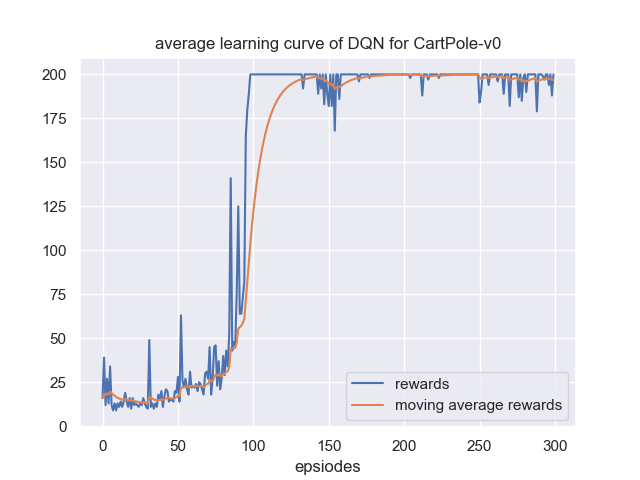 average learning curve of DQN for CartPole-v0
200
175
150
125
100
75
50
25
0
0 50 100 150 200 250 300
epsiodes
rewards
moving average rewards